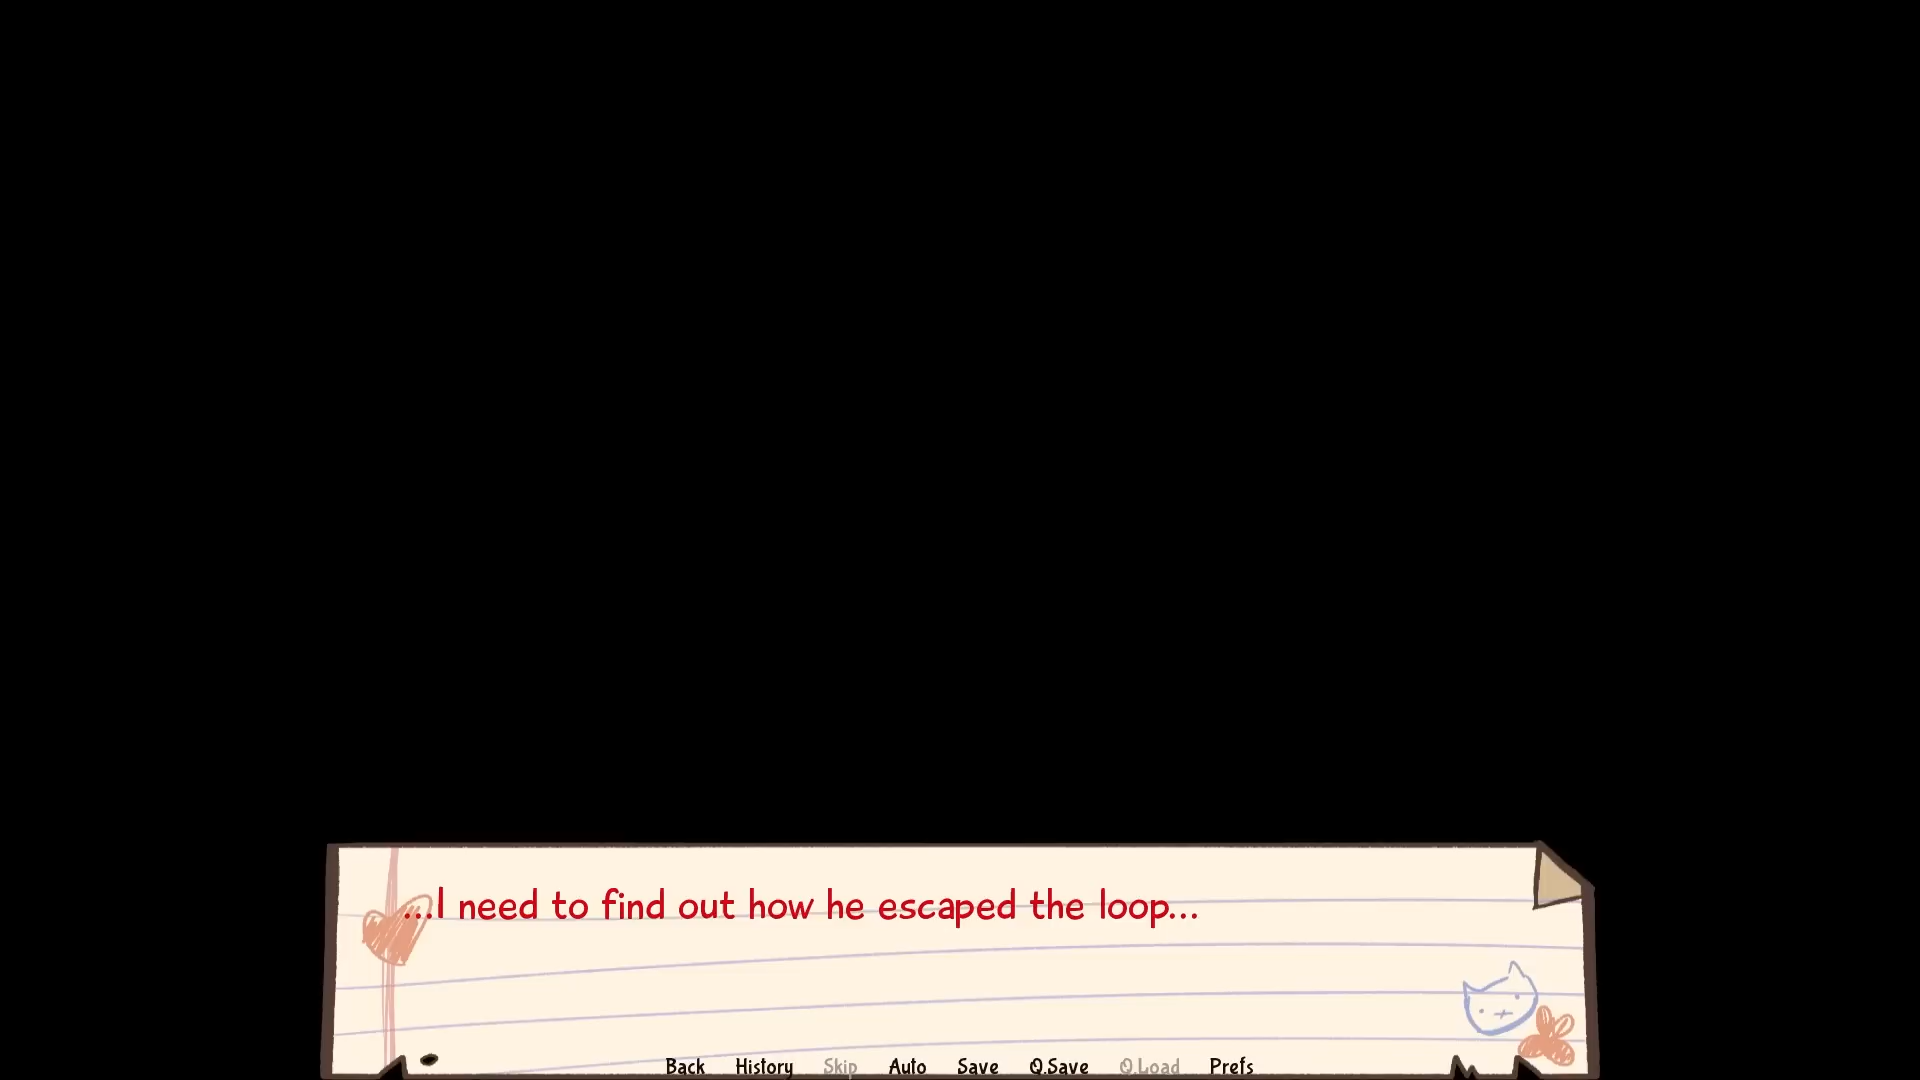 ...I need to find out how he escaped the loop...
Back History Skip Auto Save Q.Save Q.Load Prefs